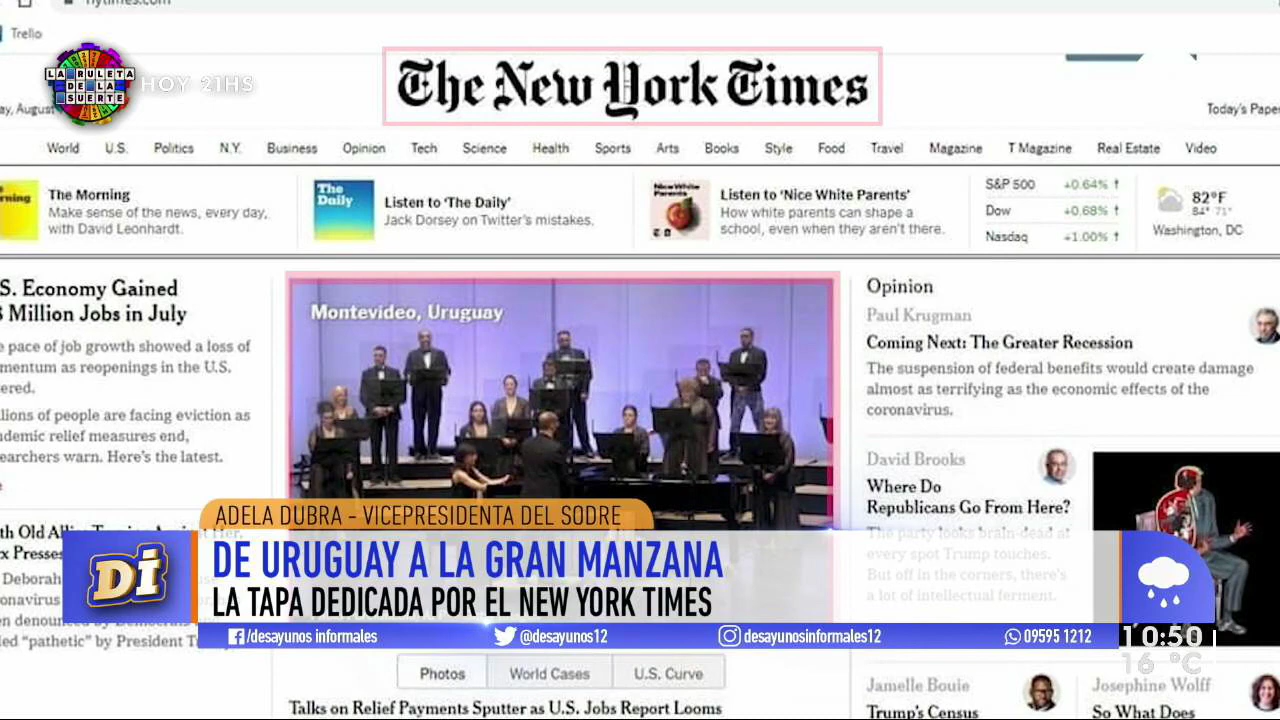 nytimes.com
Trello
LA RULETA
DE LA
SUERTE
HOY 21HS
The New York Times
Today's Paper
World U.S. Politics N.Y. Business Opinion Tech Science Health Sports Arts Books Style Food Travel Magazine T Magazine Real Estate Video
The Morning
Make sense of the news, every day,
with David Leonhardt.
The
Daily
Listen to 'The Daily'
Jack Dorsey on Twitter's mistakes.
Nice White
Parents
Listen to 'Nice White Parents'
How white parents can shape a
school, even when they aren't there.
S&P 500 +0.64% ↑
Dow +0.68% ↑
Nasdaq +1.00% ↑
82°F
84° 71°
Washington, DC
S. Economy Gained
Million Jobs in July
pace of job growth showed a loss of
as reopenings in the U.S.
of people are facing eviction as
relief measures end,
warn. Here's the latest.
Montevideo, Uruguay
Opinion
Paul Krugman
Coming Next: The Greater Recession
The suspension of federal benefits would create damage
almost as terrifying as the economic effects of the
coronavirus.
David Brooks
Where Do
Republicans Go From Here?
The party looks brain-dead at
every spot Trump touches.
But off in the corners, there's
a lot of intellectual ferment.
Old
Deborah
"pathetic" by President
ADELA DUBRA - VICEPRESIDENTA DEL SODRE
Di
DE URUGUAY A LA GRAN MANZANA
LA TAPA DEDICADA POR EL NEW YORK TIMES
/desayunos informales @desayunos12 desayunosinformales12 09595 1212
10:50
16 °C
Photos World Cases U.S. Curve
Talks on Relief Payments Sputter as U.S. Jobs Report Looms
Jamelle Bouie
Trump's Census
Josephine Wolff
So What Does